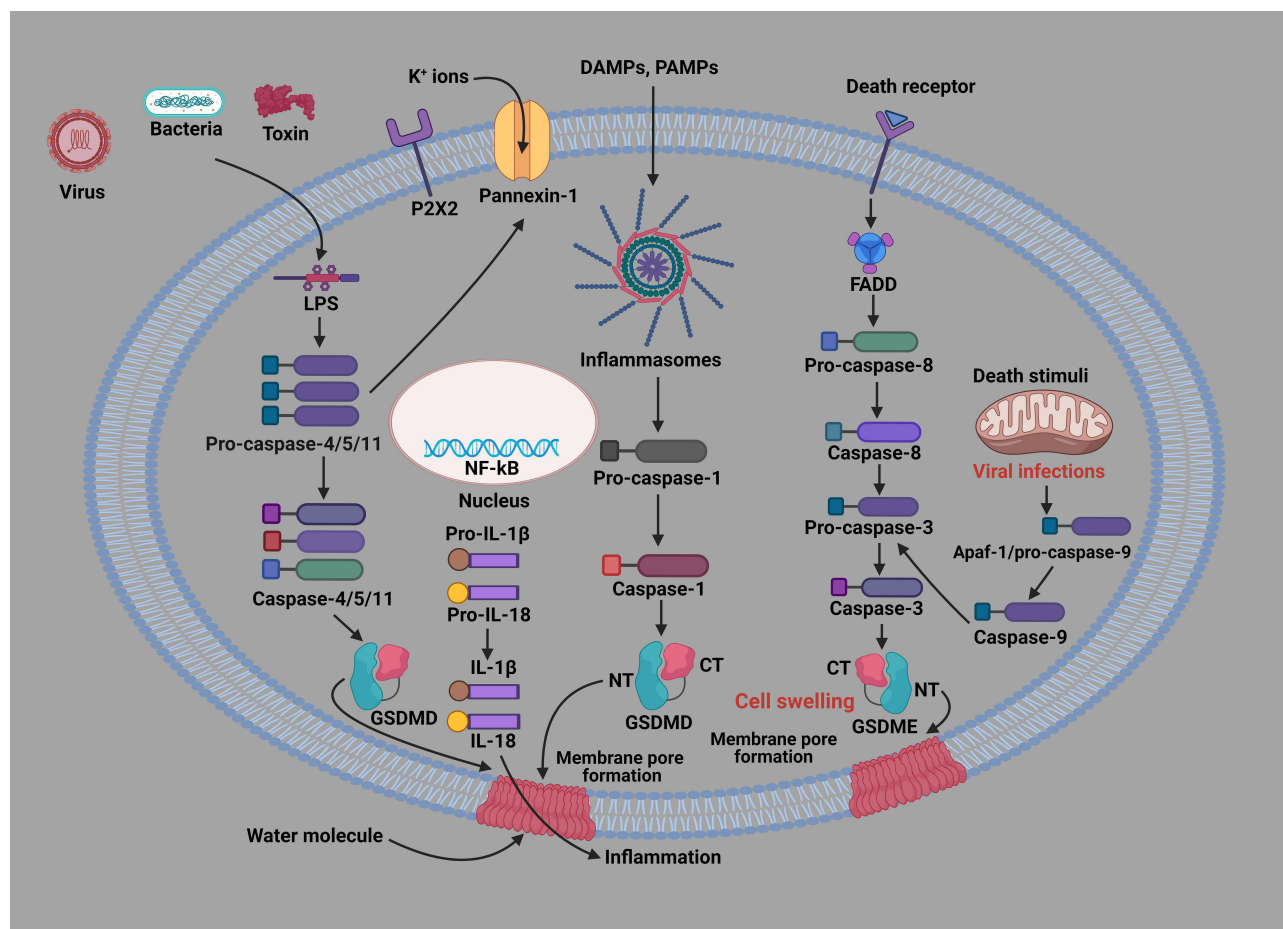 K+ ions
DAMPs, PAMPs
Death receptor
Bacteria
Toxin
Virus
P2X2
Pannexin-1
LPS
FADD
Inflammasomes
Pro-caspase-8
Death stimuli
Pro-caspase-4/5/11
NF-kB
Nucleus
Pro-caspase-1
Caspase-8
Viral infections
Pro-IL-1β
Pro-caspase-3
Apaf-1/pro-caspase-9
Caspase-4/5/11
Caspase-1
Pro-IL-18
Caspase-3
Caspase-9
IL-1β
NT
CT
CT
NT
Cell swelling
GSDMD
GSDMD
GSDME
IL-18
Membrane pore
formation
Membrane pore
formation
Water molecule
Inflammation